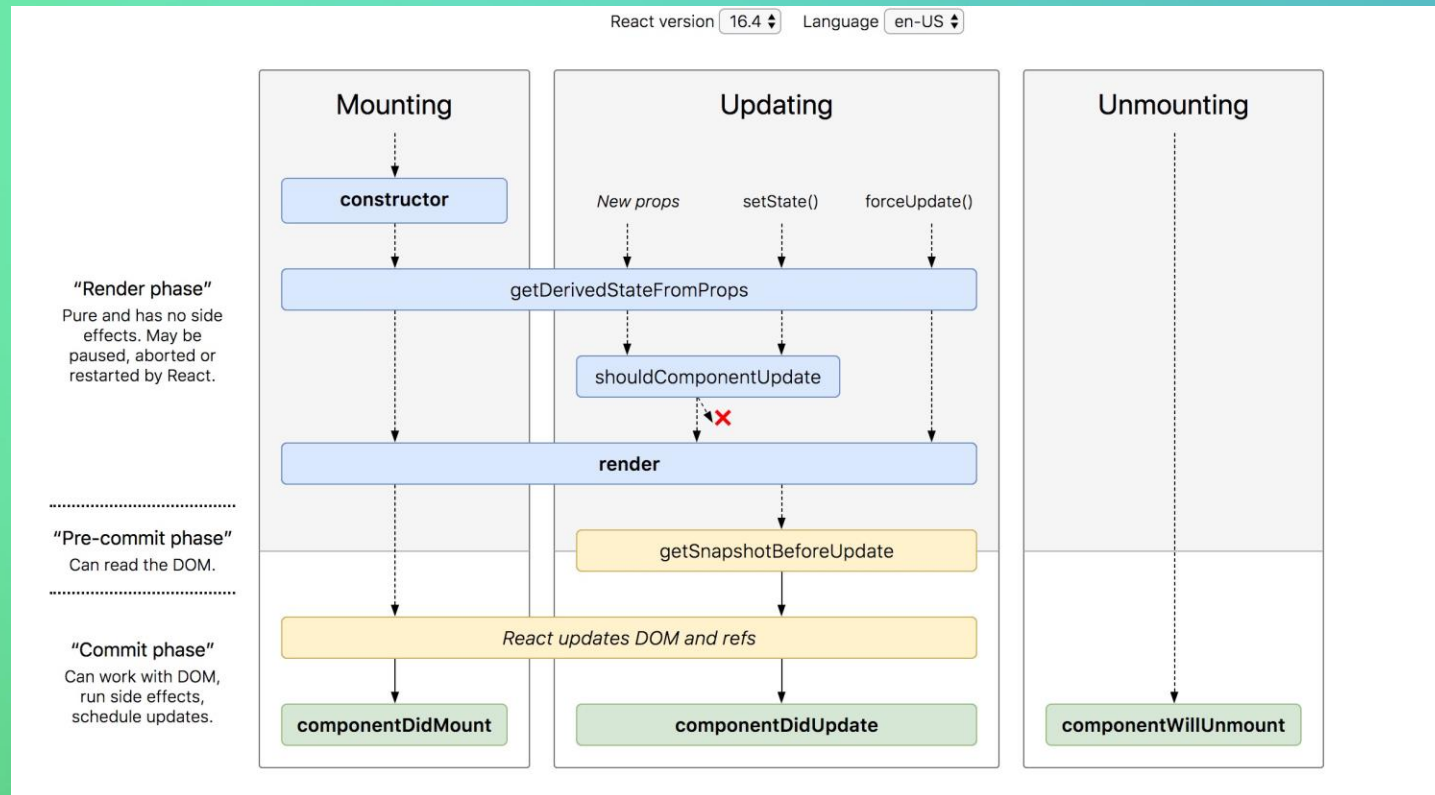 React version 16.4 Language en-US
Mounting
Updating
Unmounting
constructor
New props
setState()
forceUpdate()
“Render phase”
Pure and has no side
effects. May be
paused, aborted or
restarted by React.
getDerivedStateFromProps
shouldComponentUpdate
render
“Pre-commit phase”
Can read the DOM.
getSnapshotBeforeUpdate
“Commit phase”
Can work with DOM,
run side effects,
schedule updates.
React updates DOM and refs
componentDidMount
componentDidUpdate
componentWillUnmount